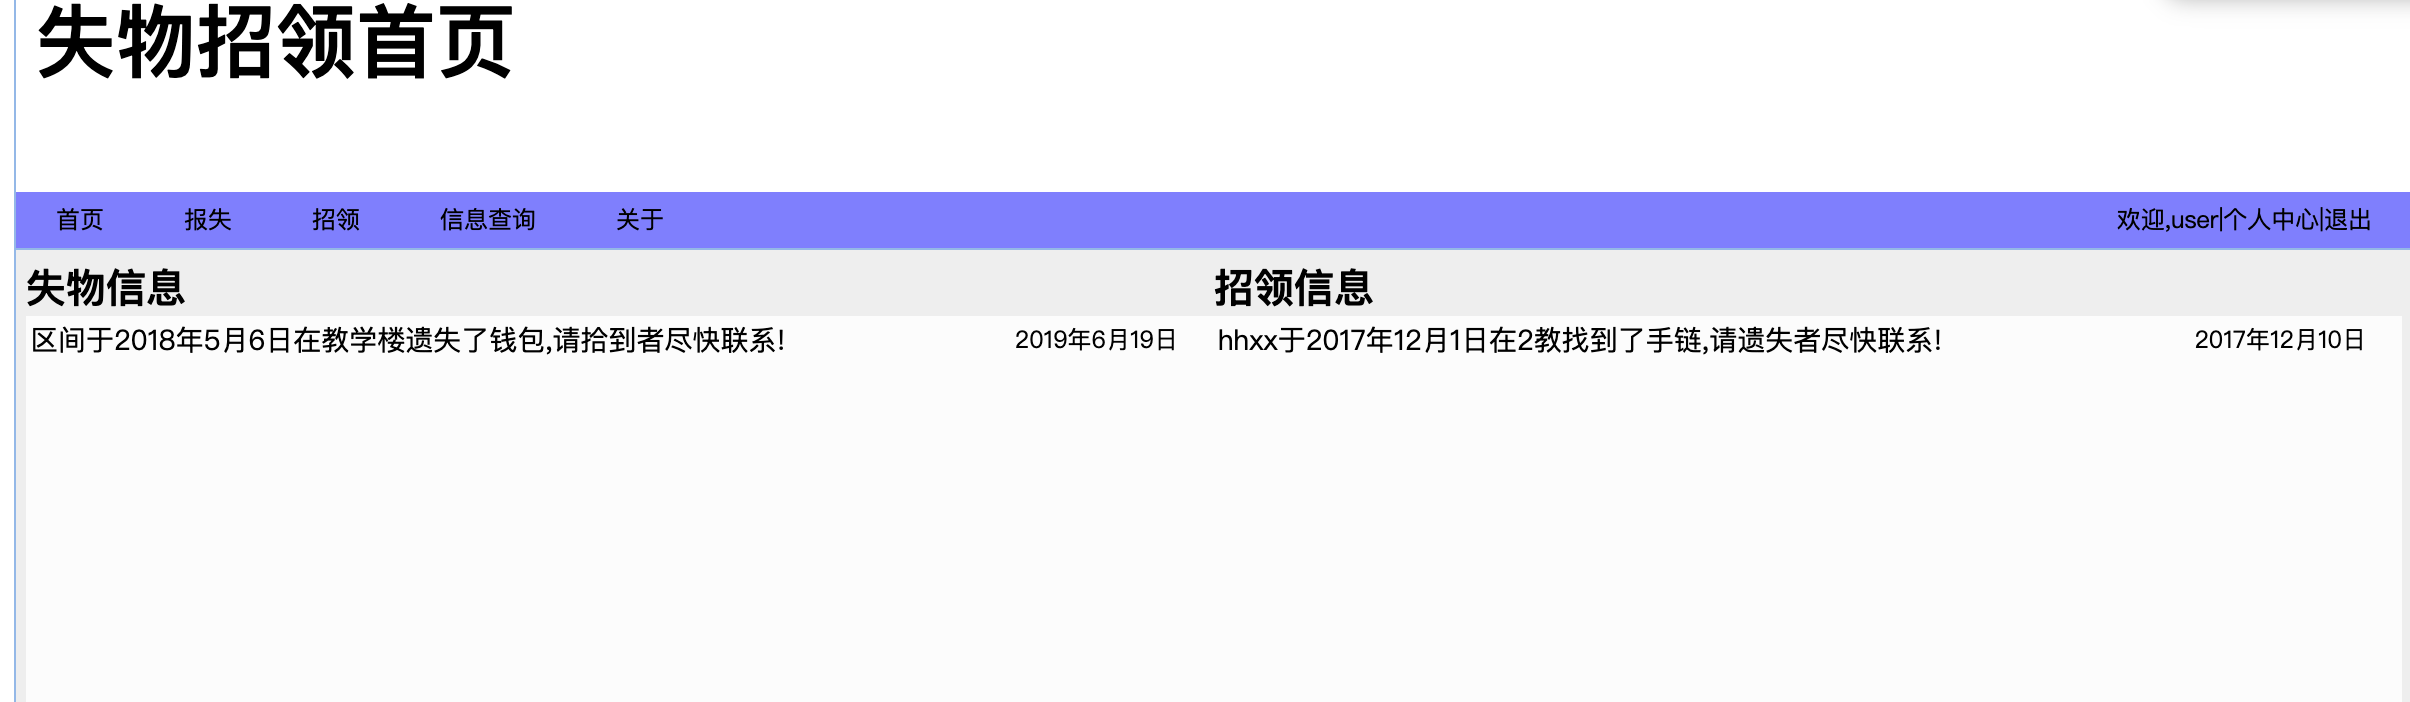 失物招领首页
首页 报失 招领 信息查询 关于 欢迎,user|个人中心|退出
失物信息
区间于2018年5月6日在教学楼遗失了钱包,请拾到者尽快联系! 2019年6月19日
招领信息
hhxx于2017年12月1日在2教找到了手链,请遗失者尽快联系! 2017年12月10日